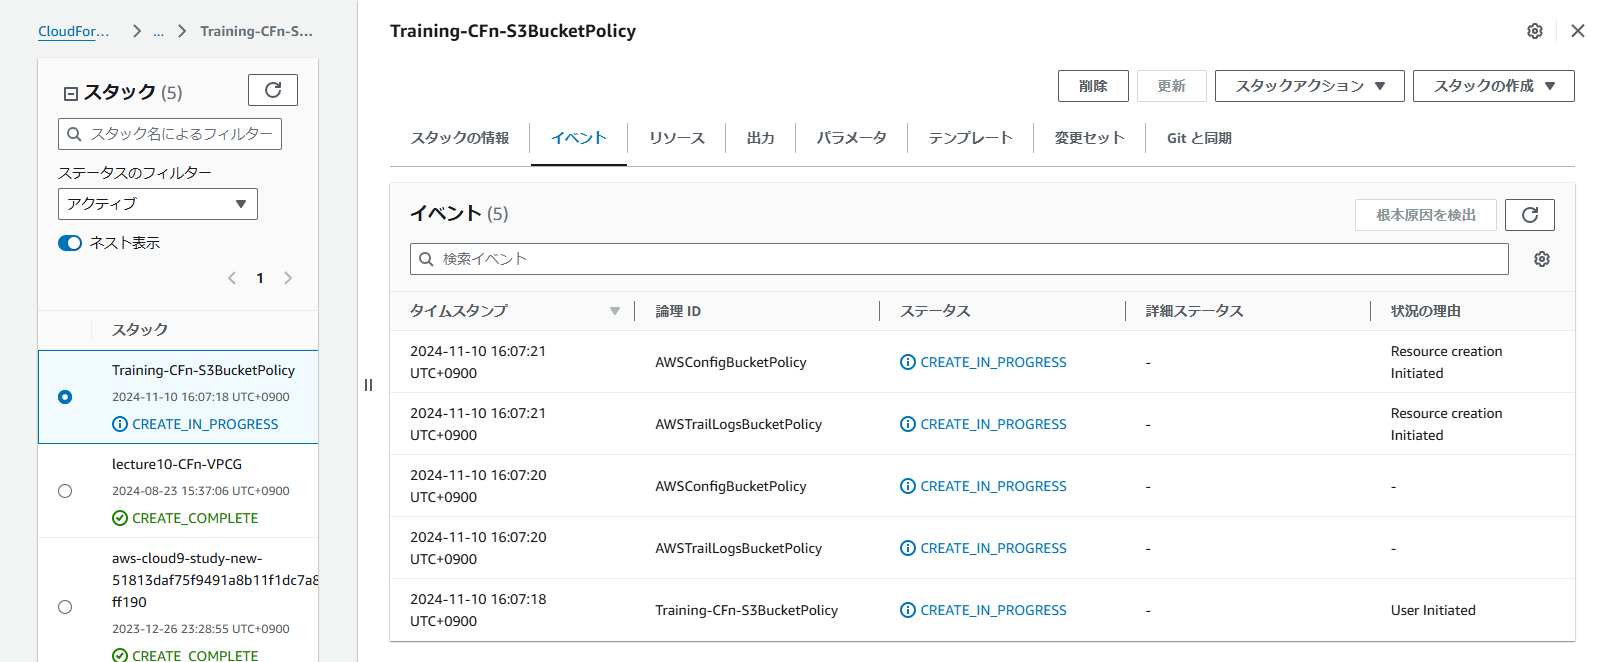 CloudFor... > ... > Training-CFn-S...
スタック (5)
スタック名によるフィルター
ステータスのフィルター
アクティブ
ネスト表示
1
スタック
Training-CFn-S3BucketPolicy
2024-11-10 16:07:18 UTC+0900
CREATE_IN_PROGRESS
lecture10-CFn-VPCG
2024-08-23 15:37:06 UTC+0900
CREATE_COMPLETE
aws-cloud9-study-new-
51813daf75f9491a8b11f1dc7a8
ff190
2023-12-26 23:28:55 UTC+0900
CREATE_COMPLETE
Training-CFn-S3BucketPolicy
削除 更新 スタックアクション スタックの作成
スタックの情報 イベント リソース 出力 パラメータ テンプレート 変更セット Git と同期
イベント (5)
根本原因を検出
検索イベント
タイムスタンプ 論理 ID ステータス 詳細ステータス 状況の理由
2024-11-10 16:07:21
UTC+0900
AWSConfigBucketPolicy
CREATE_IN_PROGRESS
-
Resource creation
Initiated
2024-11-10 16:07:21
UTC+0900
AWSTrailLogsBucketPolicy
CREATE_IN_PROGRESS
-
Resource creation
Initiated
2024-11-10 16:07:20
UTC+0900
AWSConfigBucketPolicy
CREATE_IN_PROGRESS
-
-
2024-11-10 16:07:20
UTC+0900
AWSTrailLogsBucketPolicy
CREATE_IN_PROGRESS
-
-
2024-11-10 16:07:18
UTC+0900
Training-CFn-S3BucketPolicy
CREATE_IN_PROGRESS
-
User Initiated